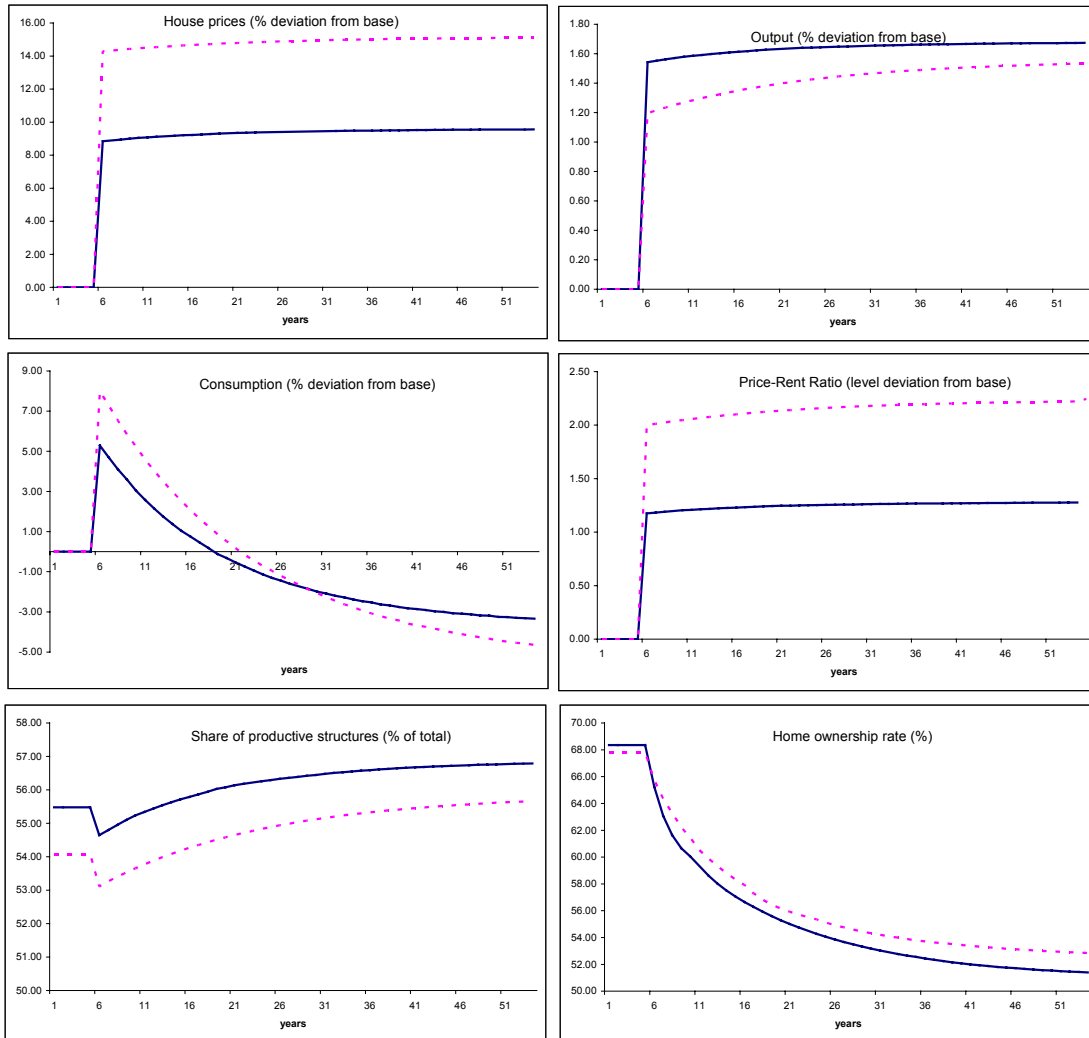 House prices (% deviation from base)
16.00
14.00
12.00
10.00
8.00
6.00
4.00
2.00
0.00
1 6 11 16 21 26 31 36 41 46 51
years
Output (% deviation from base)
1.80
1.60
1.40
1.20
1.00
0.80
0.60
0.40
0.20
0.00
1 6 11 16 21 26 31 36 41 46 51
years
Consumption (% deviation from base)
9.00
7.00
5.00
3.00
1.00
-1.00
-3.00
-5.00
1 6 11 16 21 26 31 36 41 46 51
years
Price-Rent Ratio (level deviation from base)
2.50
2.00
1.50
1.00
0.50
0.00
1 6 11 16 21 26 31 36 41 46 51
years
Share of productive structures (% of total)
58.00
57.00
56.00
55.00
54.00
53.00
52.00
51.00
50.00
1 6 11 16 21 26 31 36 41 46 51
years
Home ownership rate (%)
70.00
68.00
66.00
64.00
62.00
60.00
58.00
56.00
54.00
52.00
50.00
1 6 11 16 21 26 31 36 41 46 51
years